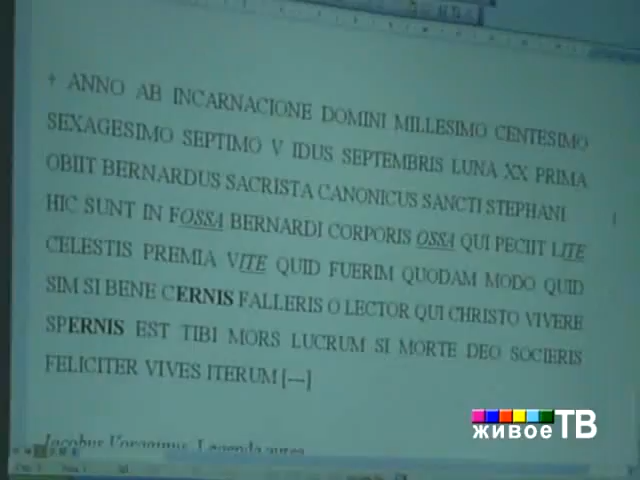 † ANNO AB INCARNACIONE DOMINI MILLESIMO CENTESIMO
SEXAGESIMO SEPTIMO V IDUS SEPTEMBRIS LUNA XX PRIMA
OBIIT BERNARDUS SACRISTA CANONICUS SANCTI STEPHANI
HIC SUNT IN FOSSA BERNARDI CORPORIS OSSA QUI PECIIT LITE
CELESTIS PREMIA VITE QUID FUERIM QUODAM MODO QUID
SIM SI BENE CERNIS FALLERIS O LECTOR QUI CHRISTO VIVERE
SPERNIS EST TIBI MORS LUCRUM SI MORTE DEO SOCIERIS
FELICITER VIVES ITERUM [---]
Legenda aurea
живоеТВ